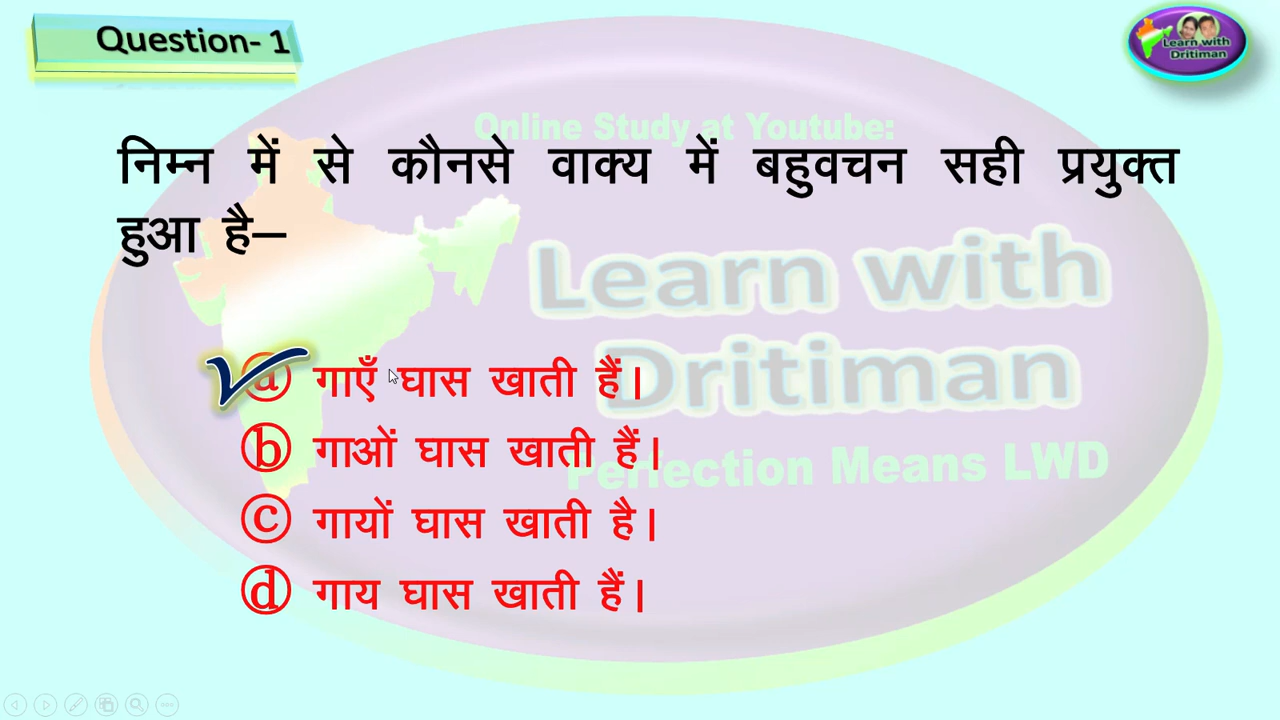 Question- 1
Learn with
Dritiman
Online Study at Youtube:
निम्न में से कौनसे वाक्य में बहुवचन सही प्रयुक्त
हुआ है–
Learn with
Dritiman
ⓐ गाएँ घास खाती हैं।
ⓑ गाओं घास खाती हैं।
Perfection Means LWD
ⓒ गायों घास खाती है।
ⓓ गाय घास खाती हैं।